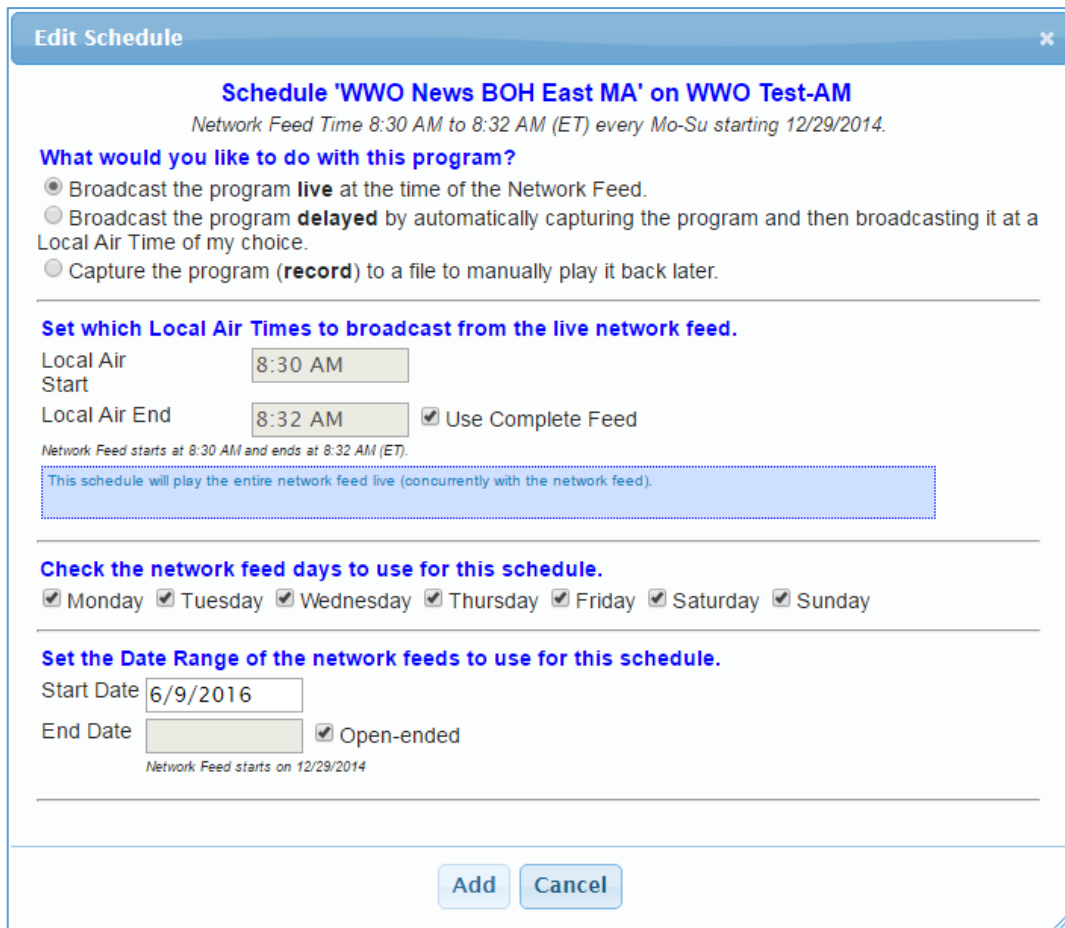 Edit Schedule
Schedule 'WWO News BOH East MA' on WWO Test-AM
Network Feed Time 8:30 AM to 8:32 AM (ET) every Mo-Su starting 12/29/2014.
What would you like to do with this program?
Broadcast the program live at the time of the Network Feed.
Broadcast the program delayed by automatically capturing the program and then broadcasting it at a
Local Air Time of my choice.
Capture the program (record) to a file to manually play it back later.
Set which Local Air Times to broadcast from the live network feed.
Local Air
Start
8:30 AM
Local Air End 8:32 AM Use Complete Feed
Network Feed starts at 8:30 AM and ends at 8:32 AM (ET).
This schedule will play the entire network feed live (concurrently with the network feed).
Check the network feed days to use for this schedule.
Monday Tuesday Wednesday Thursday Friday Saturday Sunday
Set the Date Range of the network feeds to use for this schedule.
Start Date 6/9/2016
End Date Open-ended
Network Feed starts on 12/29/2014
Add Cancel